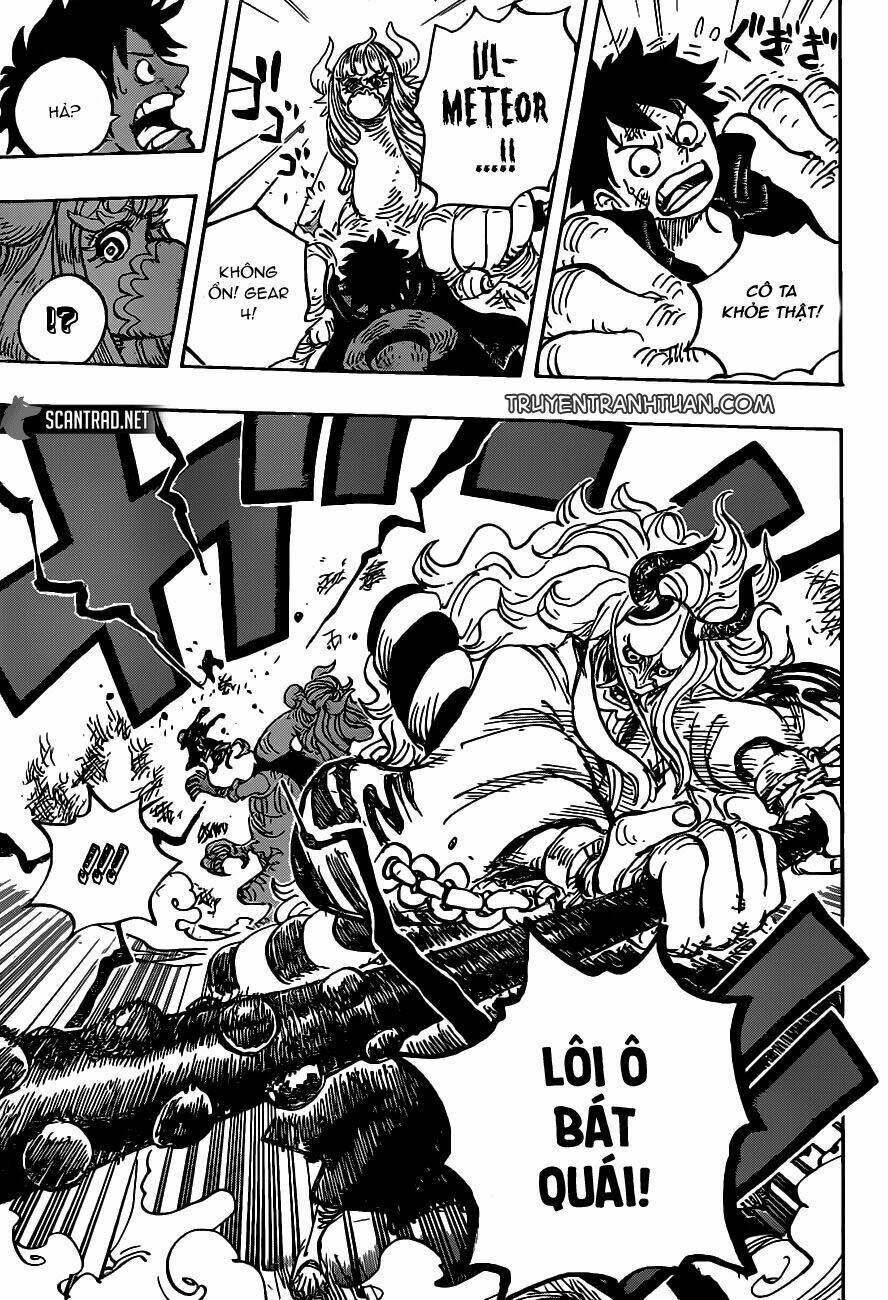 ぐぎぎ
CÔ TA
KHỎE THẬT!
UL-
METEOR
....!!
KHÔNG
ỔN! GEAR
4!
HẢ?
!?
SCANTRAD.NET
TRUYENTRANHTUAN.COM
!!!
LÔI Ô
BÁT
QUÁI!